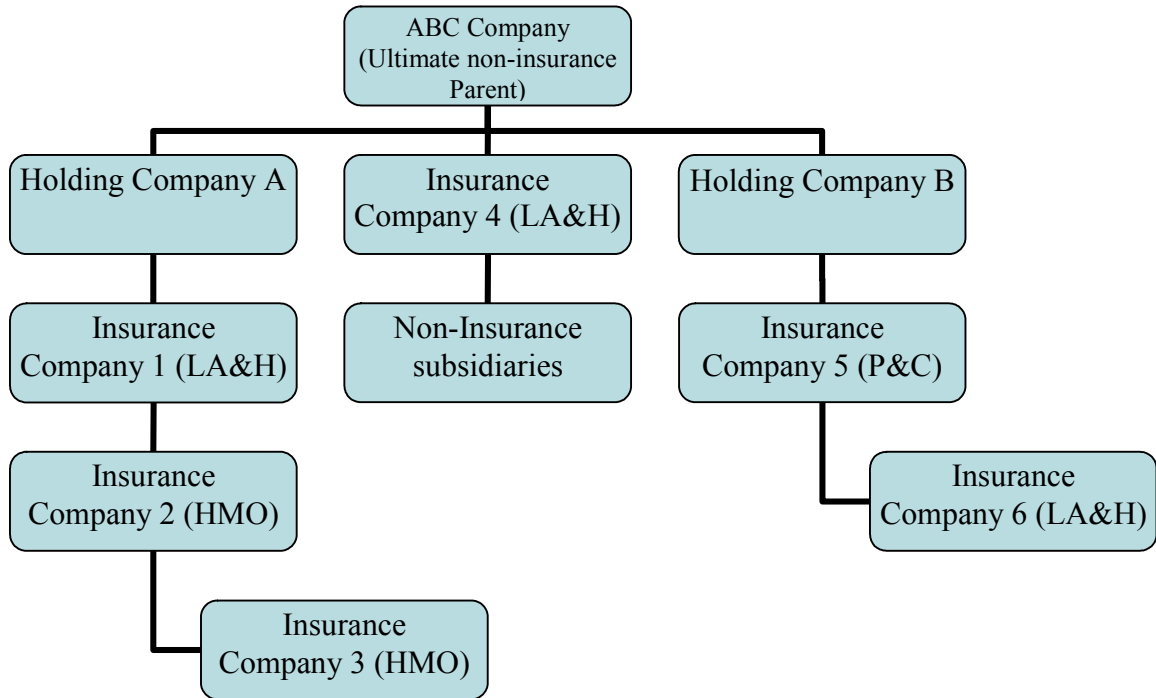 ABC Company
(Ultimate non-insurance
Parent)
Holding Company A
Insurance
Company 4 (LA&H)
Holding Company B
Insurance
Company 1 (LA&H)
Non-Insurance
subsidiaries
Insurance
Company 5 (P&C)
Insurance
Company 2 (HMO)
Insurance
Company 6 (LA&H)
Insurance
Company 3 (HMO)